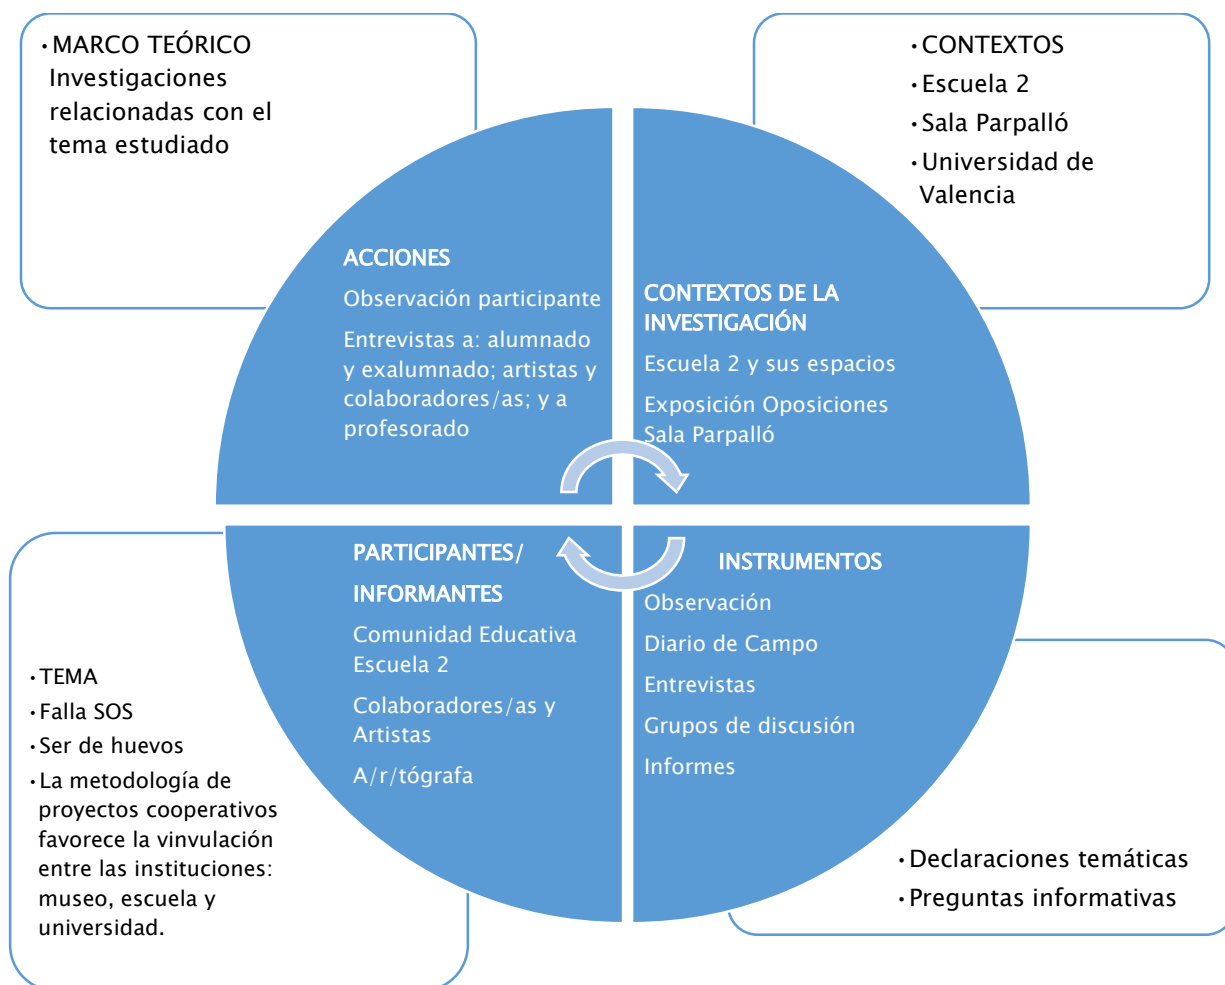 ·MARCO TEÓRICO
Investigaciones
relacionadas con el
tema estudiado
·CONTEXTOS
·Escuela 2
·Sala Parpalló
·Universidad de
Valencia
ACCIONES
Observación participante
Entrevistas a: alumnado
y exalumnado; artistas y
colaboradores/as; y a
profesorado
CONTEXTOS DE LA
INVESTIGACIÓN
Escuela 2 y sus espacios
Exposición Oposiciones
Sala Parpalló
PARTICIPANTES/
INFORMANTES
Comunidad Educativa
Escuela 2
Colaboradores/as y
Artistas
A/r/tógrafa
INSTRUMENTOS
Observación
Diario de Campo
Entrevistas
Grupos de discusión
Informes
·TEMA
·Falla SOS
·Ser de huevos
·La metodología de
proyectos cooperativos
favorece la vinvulación
entre las instituciones:
museo, escuela y
universidad.
·Declaraciones temáticas
·Preguntas informativas